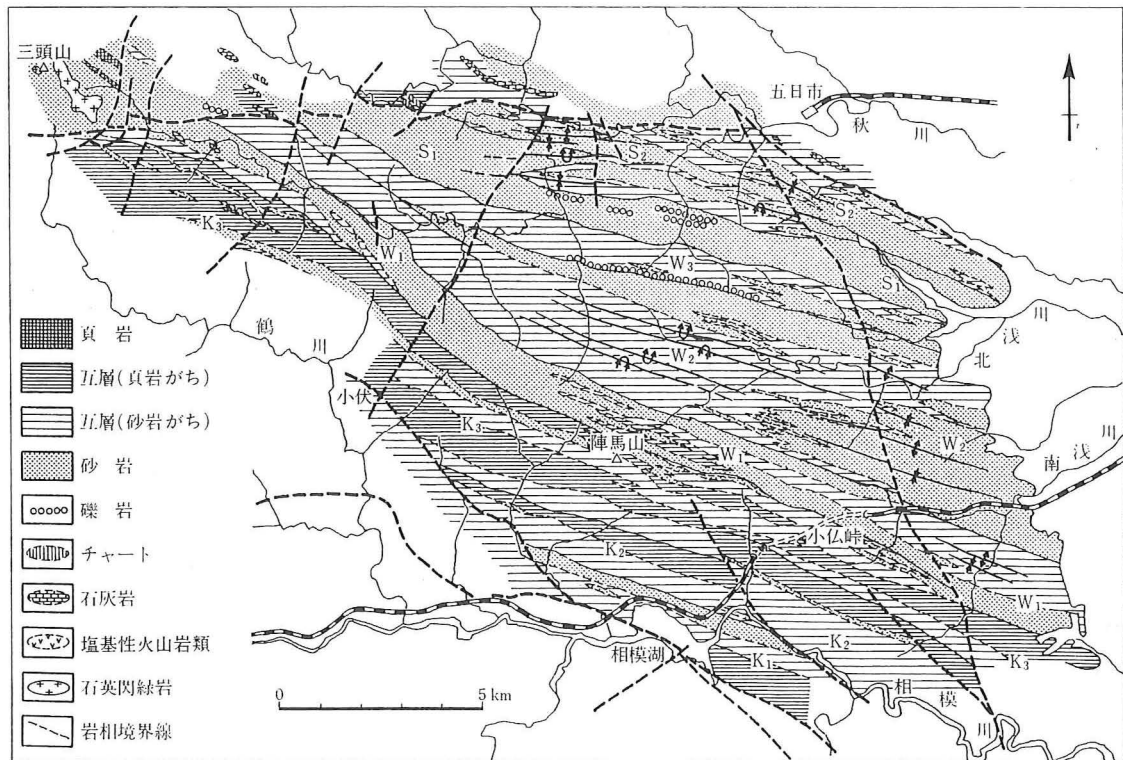 三頭山
五日市
秋
川
S₁
S₂
S₂
K₃
W₁
W₃
S₁
鶴
川
浅
川
北
W₂
小伏
K₃
陣馬山
W₁
W₂
南浅
川
小仏峠
K₂
W₁
K₂
K₃
相模湖
K₁
相
模
川
頁岩
互層(頁岩がち)
互層(砂岩がち)
砂岩
礫岩
チャート
石灰岩
塩基性火山岩類
石英閃緑岩
岩相境界線
0 5 km